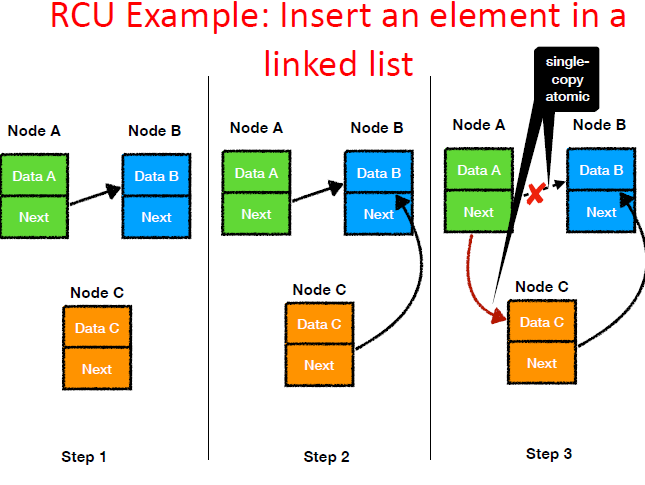 RCU Example: Insert an element in a
linked list
Node A
Node B
Data A
Data B
Next
Next
Node C
Data C
Next
Step 1
Node A
Node B
Data A
Data B
Next
Next
Node C
Data C
Next
Step 2
single-
copy
atomic
Node A
Node B
Data A
Data B
Next
Next
Node C
Data C
Next
Step 3